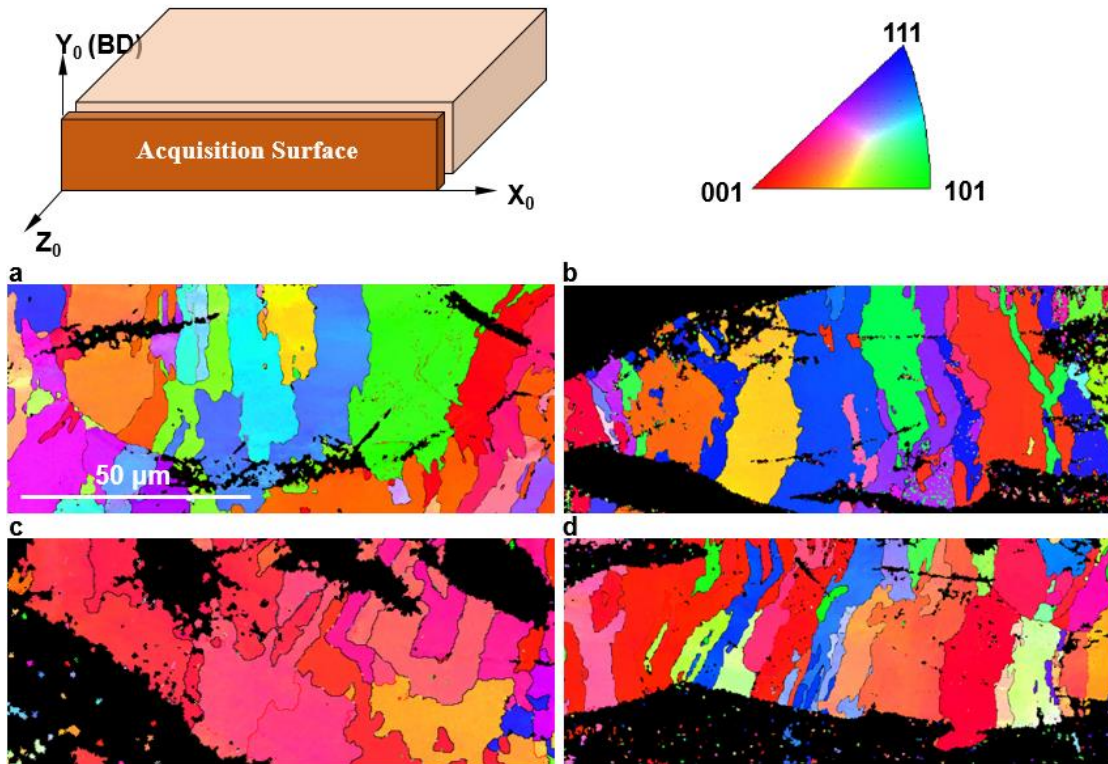 Y₀ (BD)
Acquisition Surface
X₀
Z₀
111
001
101
a
b
50 µm
c
d